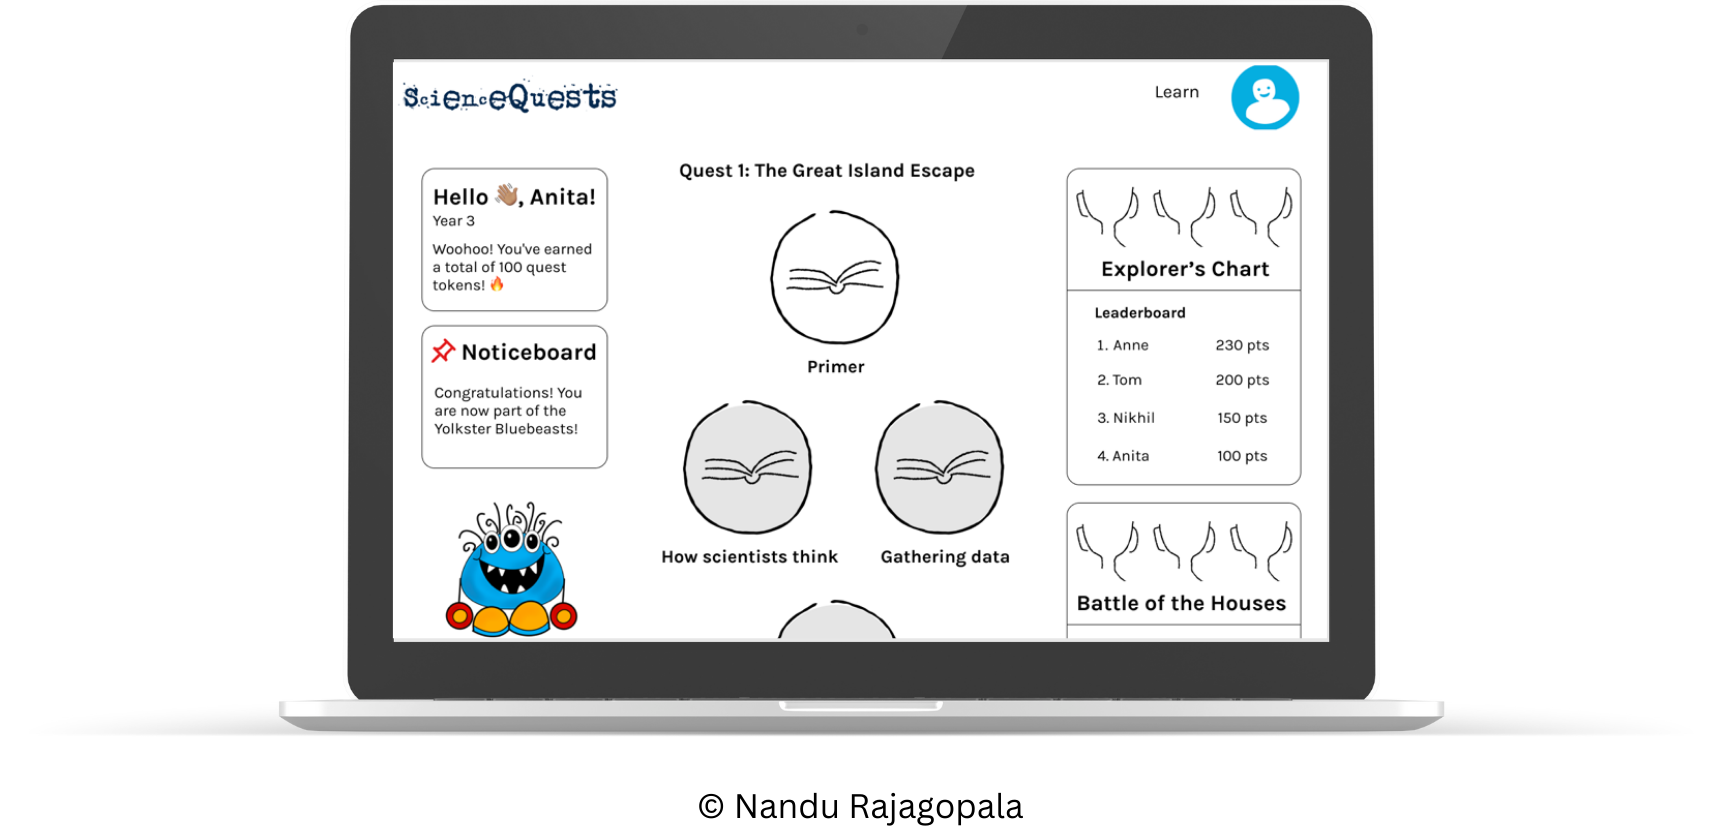 ScienceQuests
Learn
Hello 👋🏽, Anita!
Year 3
Woohoo! You've earned
a total of 100 quest
tokens! 🔥
Noticeboard
Congratulations! You
are now part of the
Yolkster Bluebeasts!
Quest 1: The Great Island Escape
Primer
How scientists think
Gathering data
Explorer's Chart
Leaderboard
1. Anne 230 pts
2. Tom 200 pts
3. Nikhil 150 pts
4. Anita 100 pts
Battle of the Houses
© Nandu Rajagopala